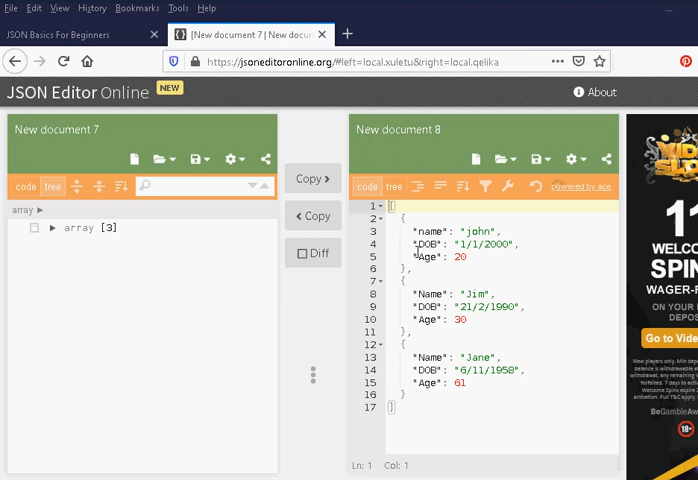 File Edit View History Bookmarks Tools Help
JSON Basics For Beginners
[New document 7 | New docum
https://jsoneditoronline.org/#left=local.xuletu&right=local.qelika
JSON Editor Online NEW
About
New document 7
code tree
array ►
array [3]
Copy >
< Copy
Diff
New document 8
code tree
powered by ace
1 [
2 {
3 "name": "john",
4 "DOB": "1/1/2000",
5 "Age": 20
6 },
7 {
8 "Name": "Jim",
9 "DOB": "21/2/1990",
10 "Age": 30
11 },
12 {
13 "Name": "Jane",
14 "DOB": "6/11/1958",
15 "Age": 61
16 }
17 ]
Ln: 1 Col: 1
11
WELCO
SPIN
WAGER-F
ON YOUR F
DEPOS
Go to Vide
18+